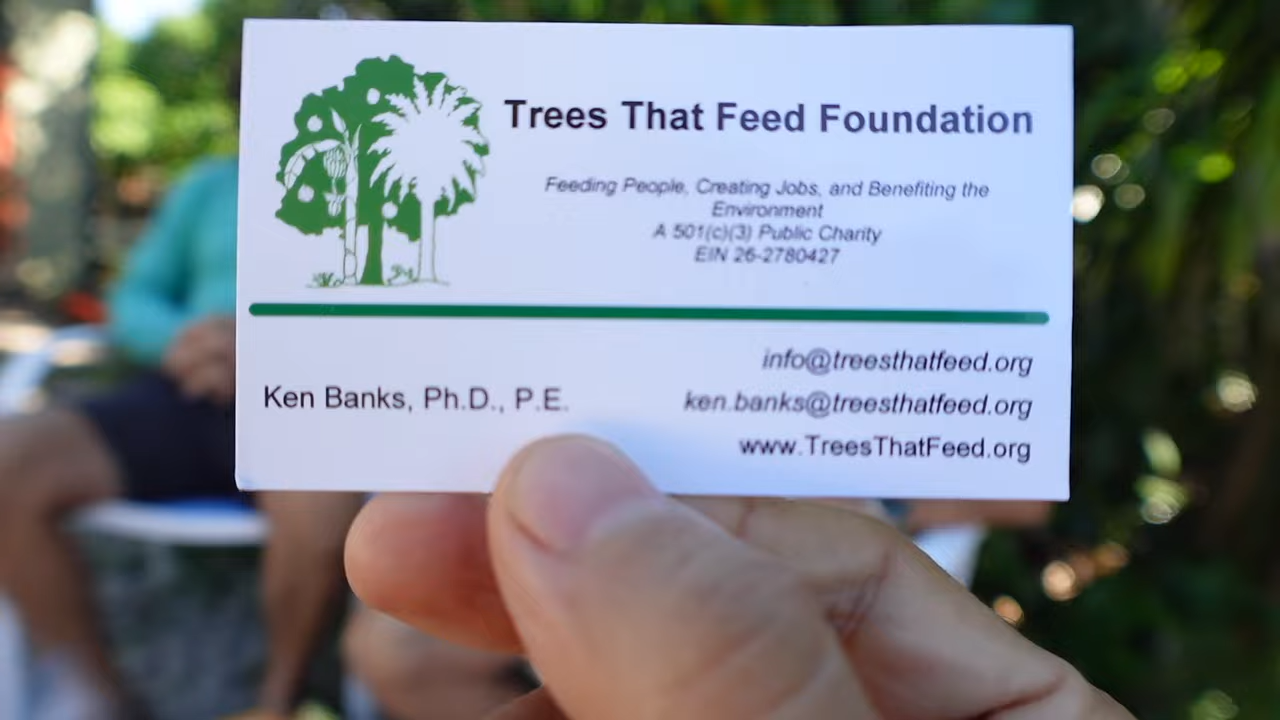 Trees That Feed Foundation
Feeding People, Creating Jobs, and Benefiting the
Environment
A 501(c)(3) Public Charity
EIN 26-2780427
Ken Banks, Ph.D., P.E.
info@treesthatfeed.org
ken.banks@treesthatfeed.org
www.TreesThatFeed.org